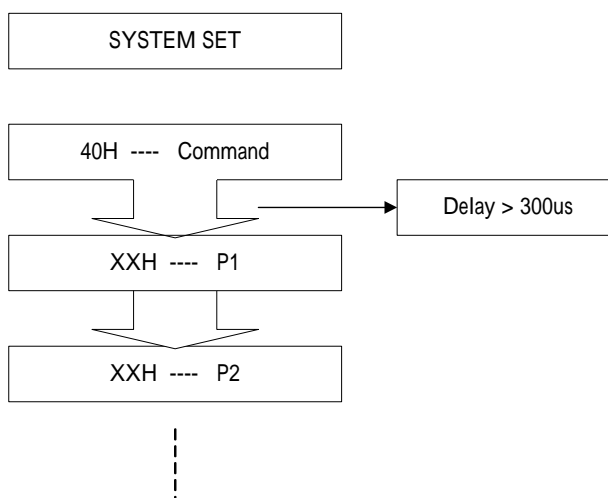 SYSTEM SET
40H ---- Command
Delay > 300us
XXH ---- P1
XXH ---- P2